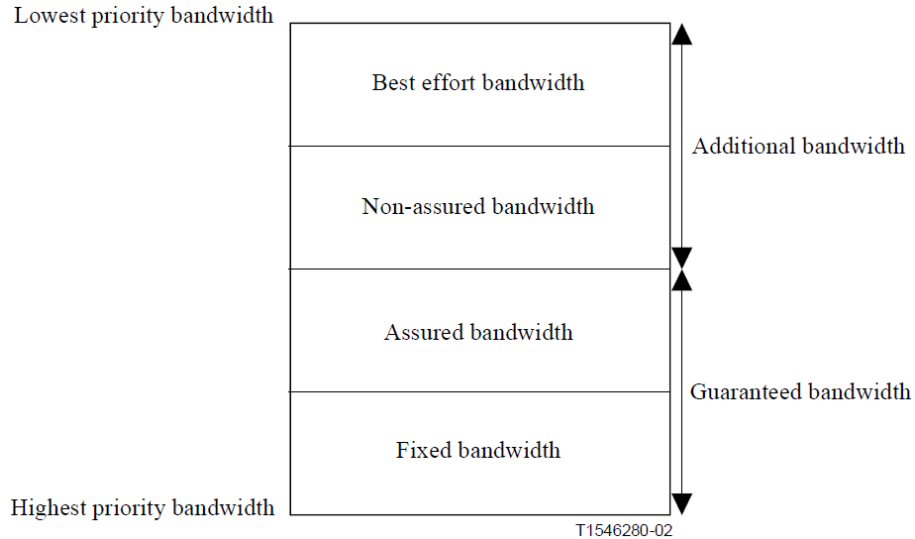 Lowest priority bandwidth
Best effort bandwidth
Additional bandwidth
Non-assured bandwidth
Assured bandwidth
Guaranteed bandwidth
Fixed bandwidth
Highest priority bandwidth
T1546280-02